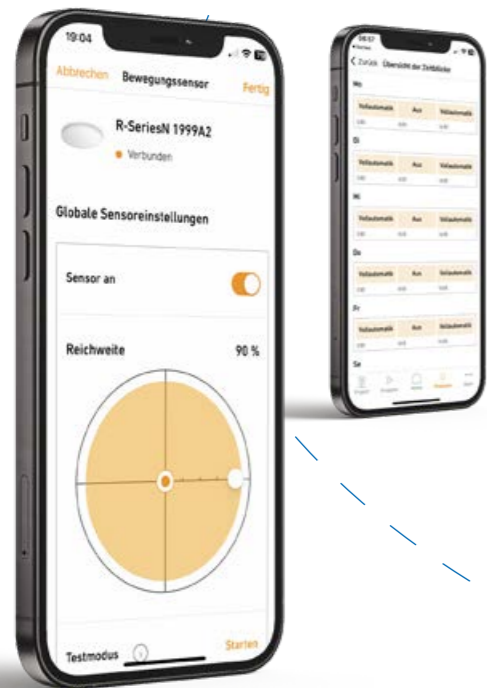 19:04
Abbrechen Bewegungssensor Fertig
R-SeriesN 1999A2
Verbunden
Globale Sensoreinstellungen
Sensor an
Reichweite 90 %
Testmodus Starten
Zurück Übersicht der Zeitblöcke
Mo
Vollautomatik Aus Vollautomatik
Di
Vollautomatik Aus Vollautomatik
Mi
Vollautomatik Aus Vollautomatik
Do
Vollautomatik Aus Vollautomatik
Fr
Vollautomatik Aus Vollautomatik
Sa